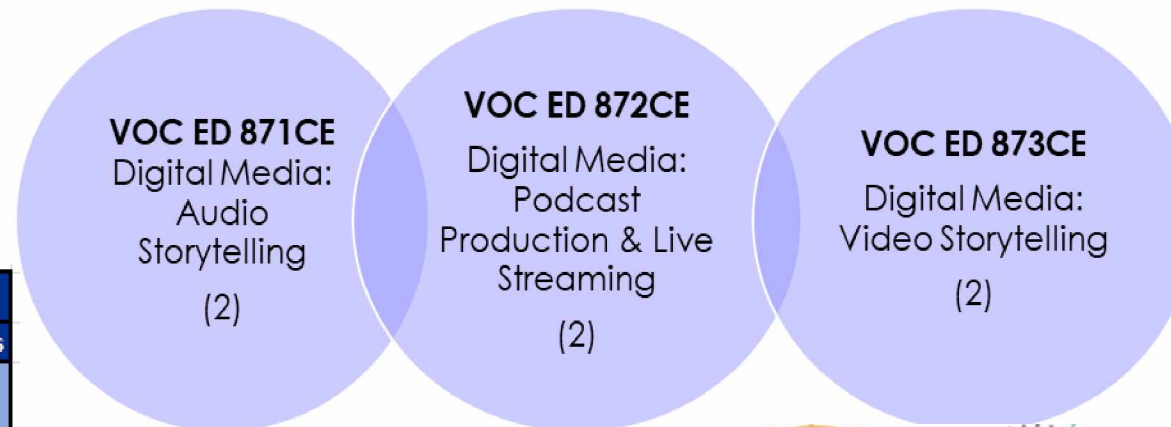 VOC ED 871CE
Digital Media:
Audio
Storytelling
(2)
VOC ED 872CE
Digital Media:
Podcast
Production & Live
Streaming
(2)
VOC ED 873CE
Digital Media:
Video Storytelling
(2)